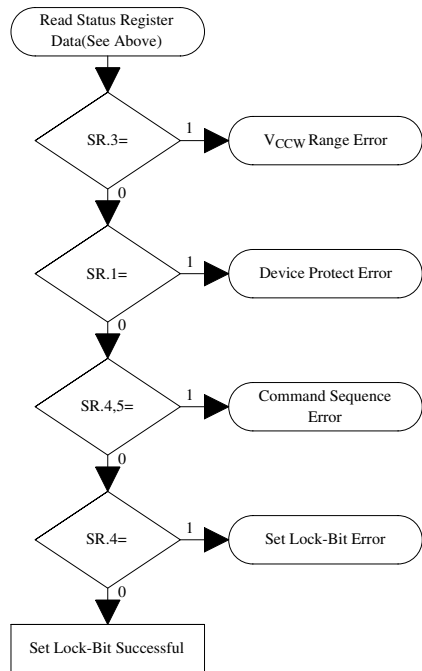 Read Status Register
Data(See Above)
SR.3=
1
VCCW Range Error
0
SR.1=
1
Device Protect Error
0
SR.4,5=
1
Command Sequence
Error
0
SR.4=
1
Set Lock-Bit Error
0
Set Lock-Bit Successful